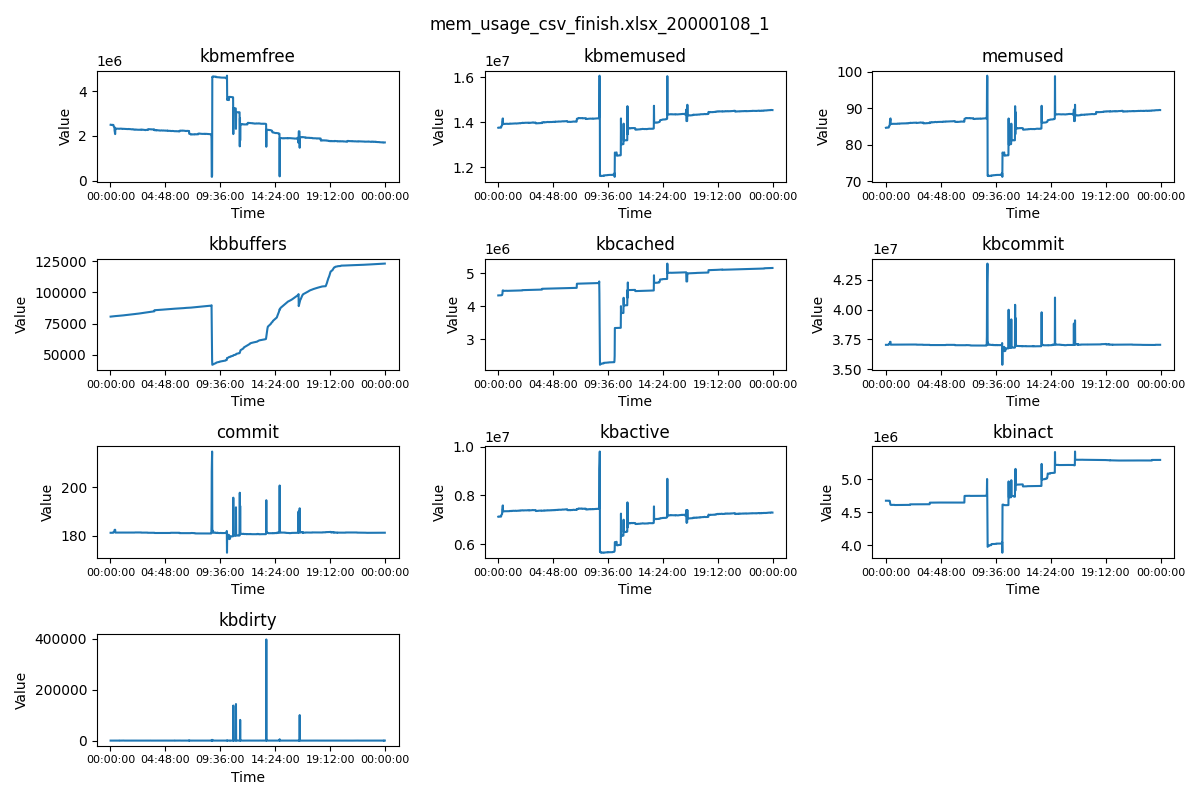 mem_usage_csv_finish.xlsx_20000108_1
kbmemfree
1e6
Value
4
2
0
00:00:00 04:48:00 09:36:00 14:24:00 19:12:00 00:00:00
Time
kbmemused
1e7
Value
1.6
1.4
1.2
00:00:00 04:48:00 09:36:00 14:24:00 19:12:00 00:00:00
Time
memused
Value
100
90
80
70
00:00:00 04:48:00 09:36:00 14:24:00 19:12:00 00:00:00
Time
kbbuffers
Value
125000
100000
75000
50000
00:00:00 04:48:00 09:36:00 14:24:00 19:12:00 00:00:00
Time
kbcached
1e6
Value
5
4
3
00:00:00 04:48:00 09:36:00 14:24:00 19:12:00 00:00:00
Time
kbcommit
1e7
Value
4.25
4.00
3.75
3.50
00:00:00 04:48:00 09:36:00 14:24:00 19:12:00 00:00:00
Time
commit
Value
200
180
00:00:00 04:48:00 09:36:00 14:24:00 19:12:00 00:00:00
Time
kbactive
1e7
Value
1.0
0.8
0.6
00:00:00 04:48:00 09:36:00 14:24:00 19:12:00 00:00:00
Time
kbinact
1e6
Value
5.0
4.5
4.0
00:00:00 04:48:00 09:36:00 14:24:00 19:12:00 00:00:00
Time
kbdirty
Value
400000
200000
0
00:00:00 04:48:00 09:36:00 14:24:00 19:12:00 00:00:00
Time